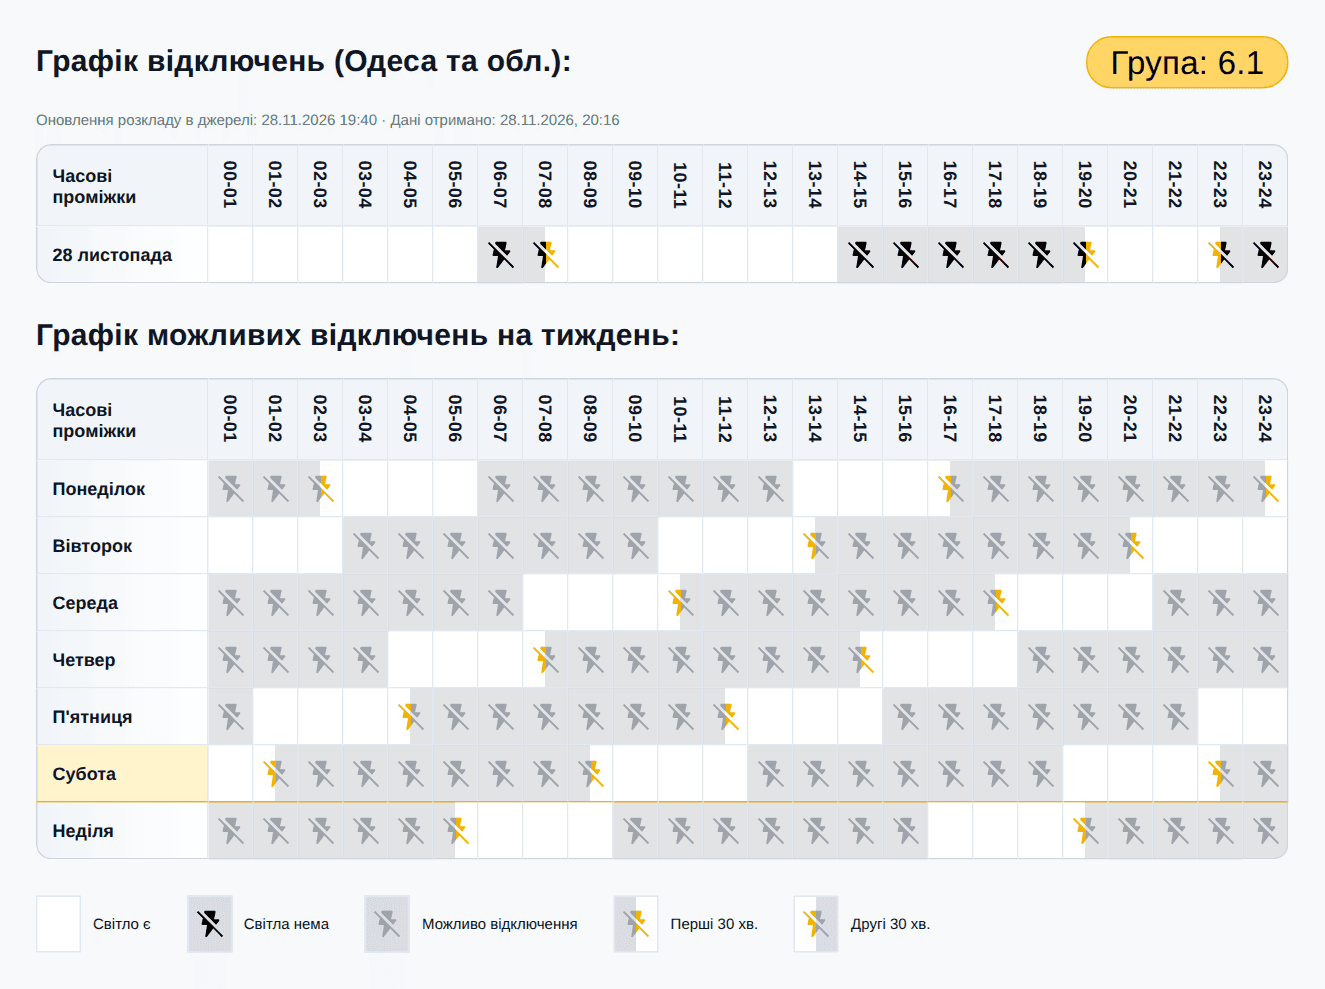 Графік відключень (Одеса та обл.):
Група: 6.1
Оновлення розкладу в джерелі: 28.11.2026 19:40 · Дані отримано: 28.11.2026, 20:16
Часові проміжки 00-01 01-02 02-03 03-04 04-05 05-06 06-07 07-08 08-09 09-10 10-11 11-12 12-13 13-14 14-15 15-16 16-17 17-18 18-19 19-20 20-21 21-22 22-23 23-24
28 листопада
Графік можливих відключень на тиждень:
Часові проміжки 00-01 01-02 02-03 03-04 04-05 05-06 06-07 07-08 08-09 09-10 10-11 11-12 12-13 13-14 14-15 15-16 16-17 17-18 18-19 19-20 20-21 21-22 22-23 23-24
Понеділок
Вівторок
Середа
Четвер
П'ятниця
Субота
Неділя
Світло є Світла нема Можливо відключення Перші 30 хв. Другі 30 хв.